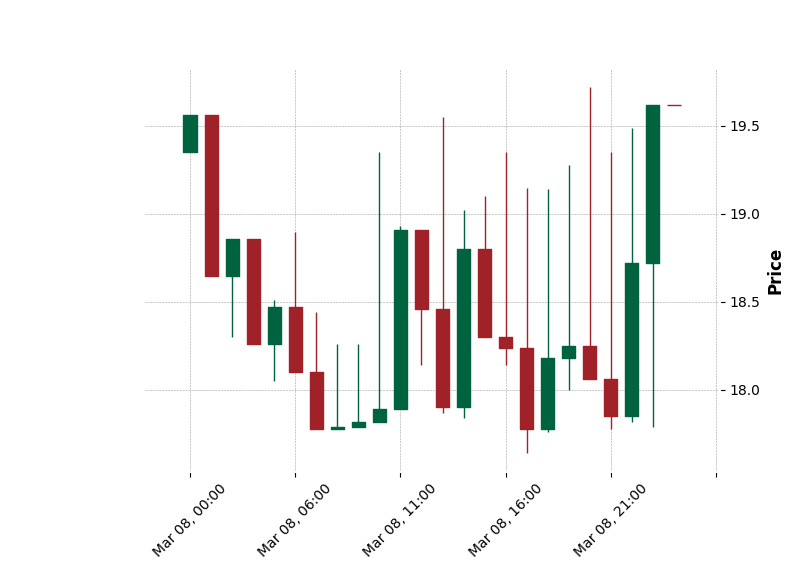 19.5
19.0
18.5
18.0
Price
Mar 08, 00:00
Mar 08, 06:00
Mar 08, 11:00
Mar 08, 16:00
Mar 08, 21:00